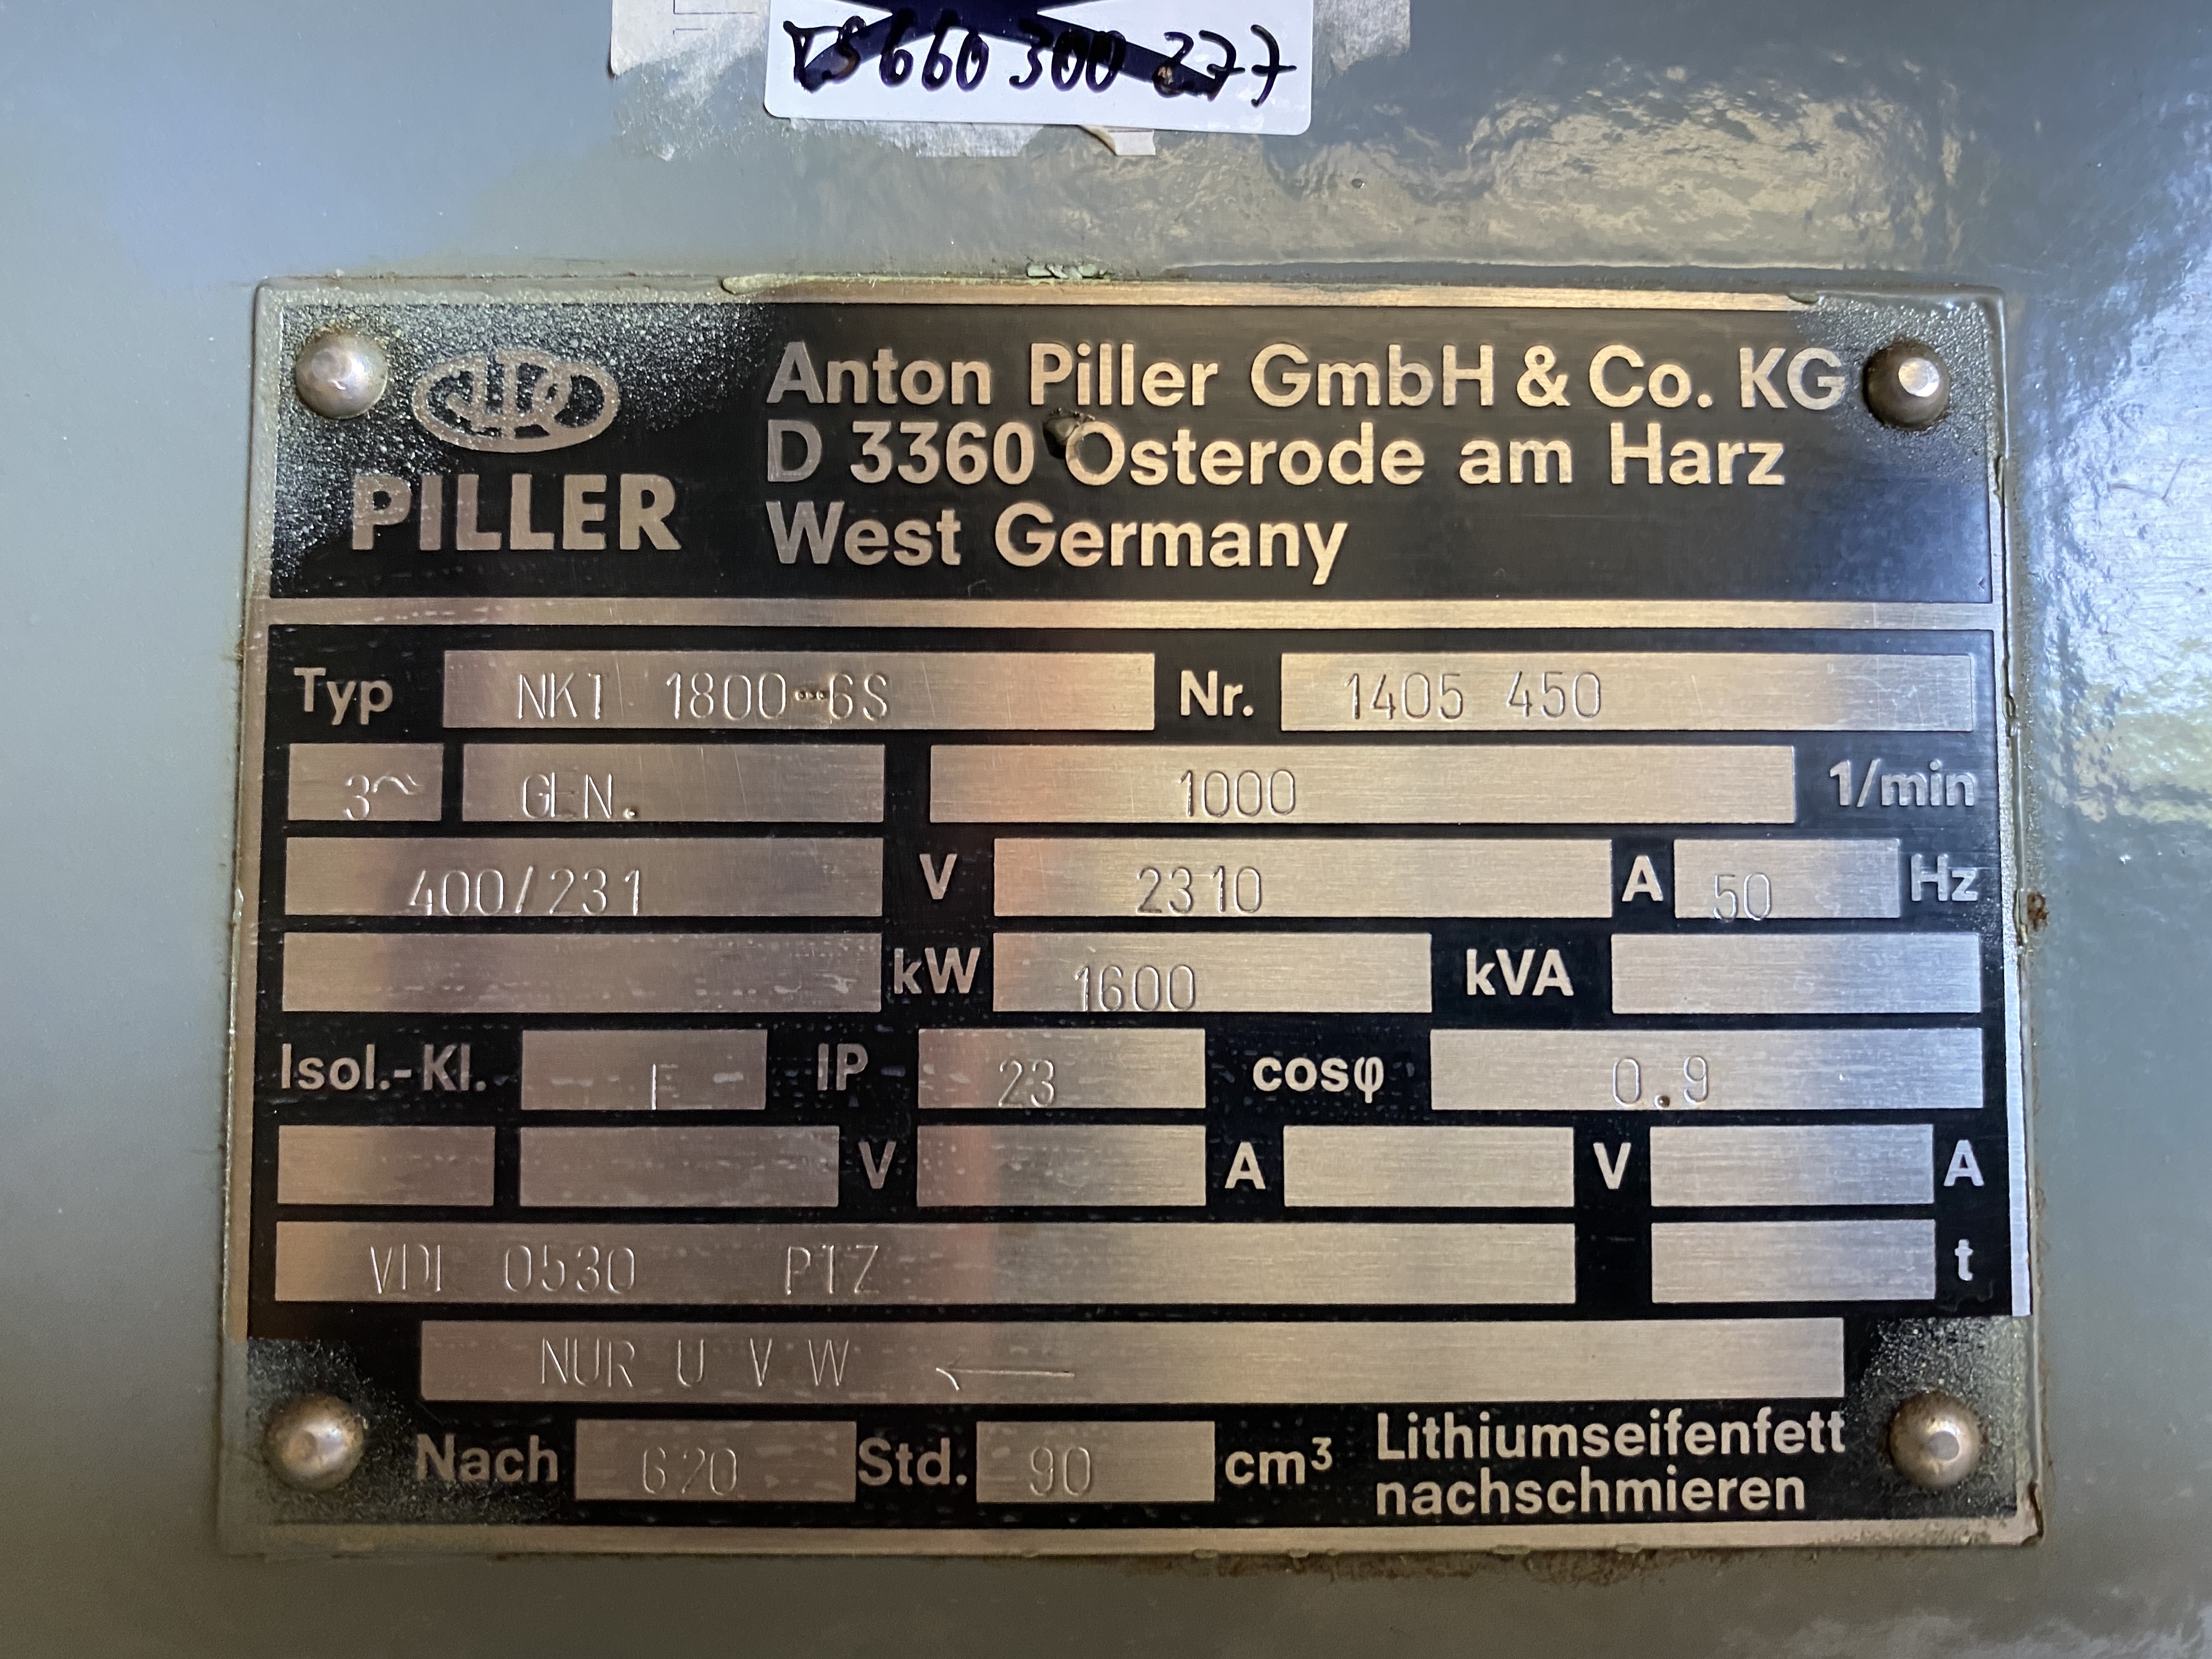 TS 660 300 277
PILLER
Anton Piller GmbH & Co. KG
D 3360 Osterode am Harz
West Germany
Typ NKT 1800-6S Nr. 1405 450
3~ GEN. 1000 1/min
400/231 V 2310 A 50 Hz
kW 1600 kVA
Isol.-Kl. F IP 23 cosφ 0.9
V A V A
VDE 0530 PTZ t
NUR U V W ←
Nach 620 Std. 90 cm³ Lithiumseifenfett
nachschmieren